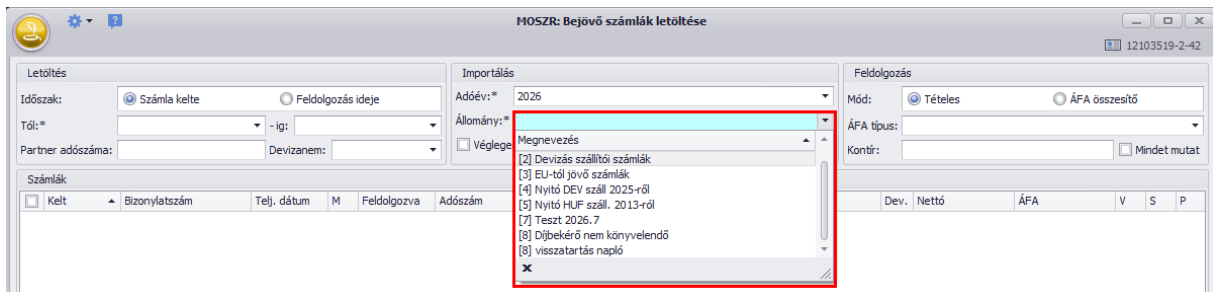 MOSZR: Bejövő számlák letöltése
12103519-2-42
Letöltés
Időszak: Számla kelte Feldolgozás ideje
Tól:* - ig:
Partner adószáma: Devizanem:
Importálás
Adóév:* 2026
Állomány:*
Véglege
Megnevezés
[2] Devizás szállítói számlák
[3] EU-tól jövő számlák
[4] Nyitó DEV száll 2025-ről
[5] Nyitó HUF száll. 2013-ról
[7] Teszt 2026.7
[8] Díjbekérő nem könyvelendő
[8] visszatartás napló
Feldolgozás
Mód: Tételes ÁFA összesítő
ÁFA típus:
Kontír: Mindet mutat
Számlák
Kelt Bizonylatszám Telj. dátum M Feldolgozva Adószám Dev. Nettó ÁFA V S P